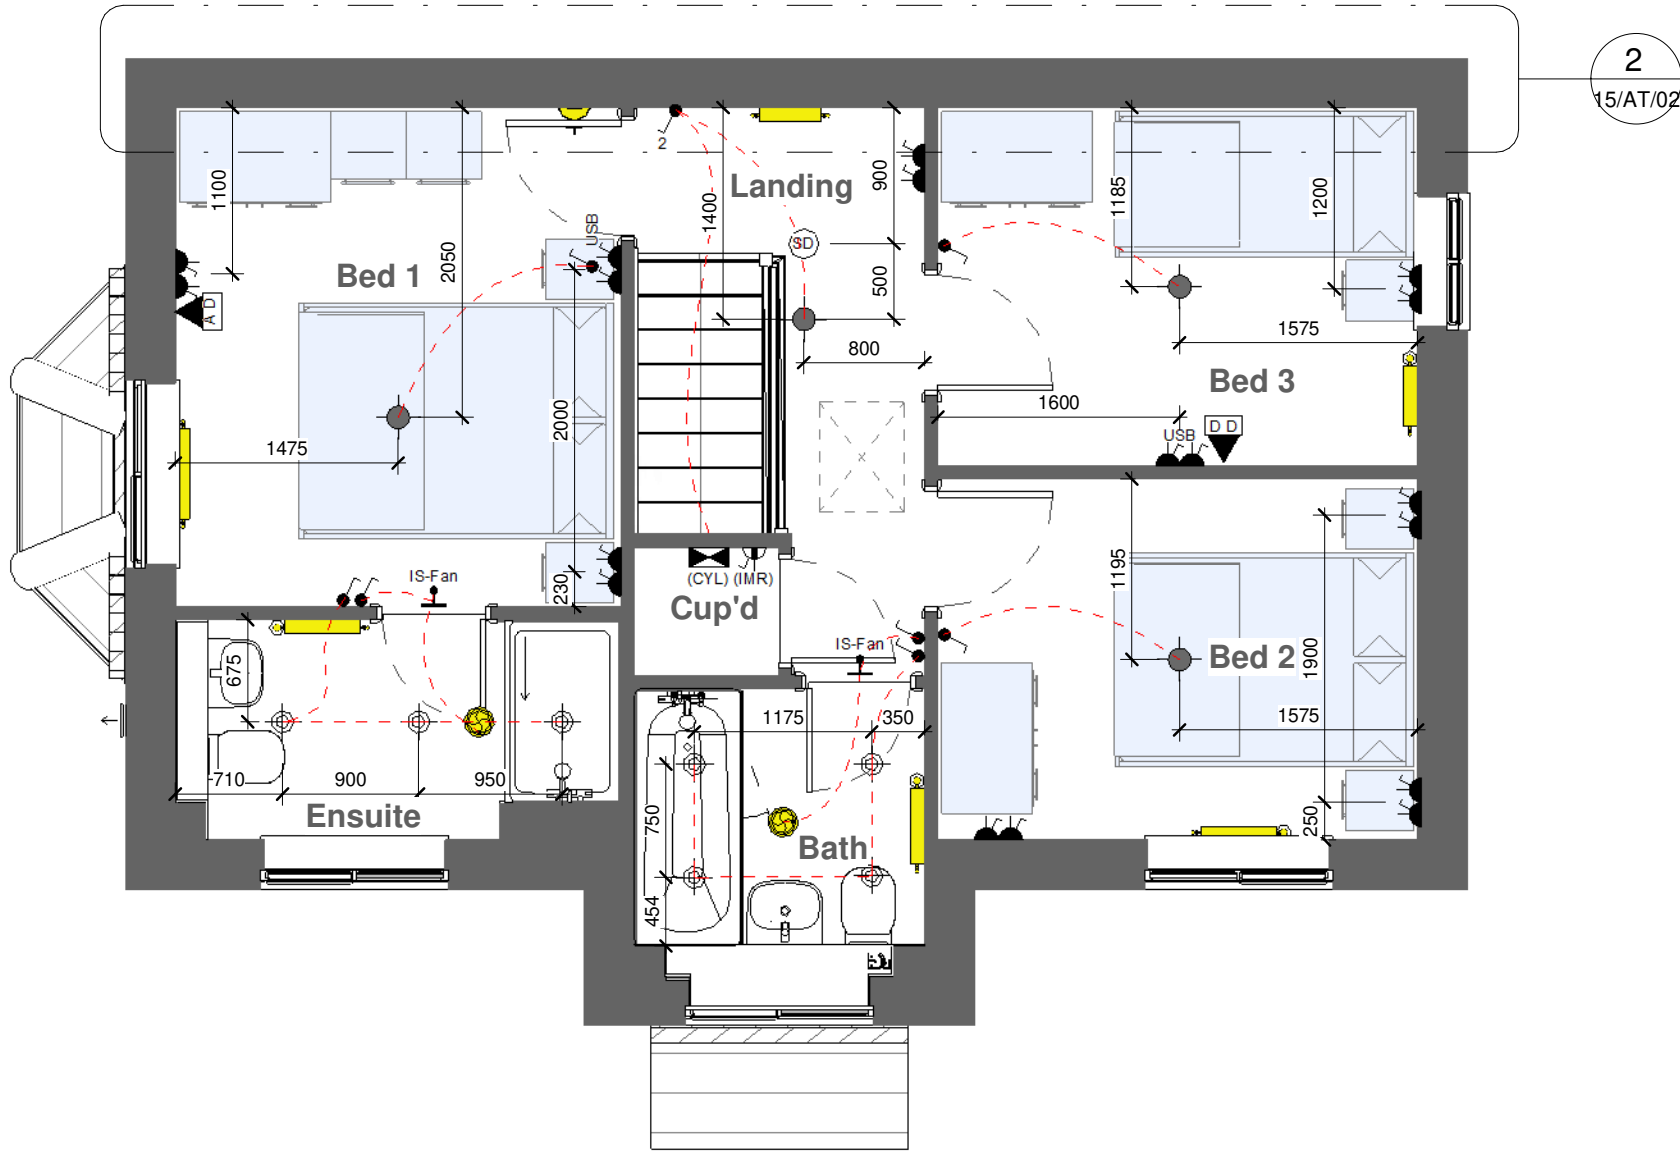 2
15/AT/02
2
1100
2050
USB
Landing
1400
900
1185
1200
SD
Bed 1
A D
500
2000
800
1575
Bed 3
1600
USB
D D
1475
IS-Fan
230
(CYL) (IMR)
Cup'd
1195
IS-Fan
Bed 2
1900
675
1175
350
1575
710
900
950
Ensuite
750
Bath
250
454